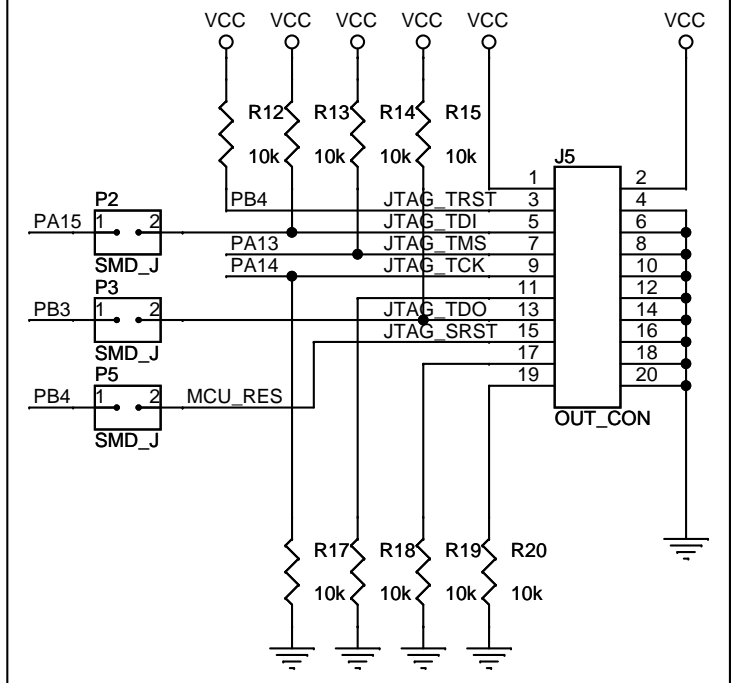 VCC VCC VCC VCC VCC VCC
R12 R13 R14 R15
10k 10k 10k 10k
J5
1 2
P2
PB4 JTAG_TRST 3 4
PA15 1 2 JTAG_TDI 5 6
PA13 JTAG_TMS 7 8
SMD_J
PA14 JTAG_TCK 9 10
P3
11 12
PB3 1 2 JTAG_TDO 13 14
JTAG_SRST 15 16
SMD_J
17 18
P5
19 20
PB4 1 2 MCU_RES
OUT_CON
SMD_J
R17 R18 R19 R20
10k 10k 10k 10k